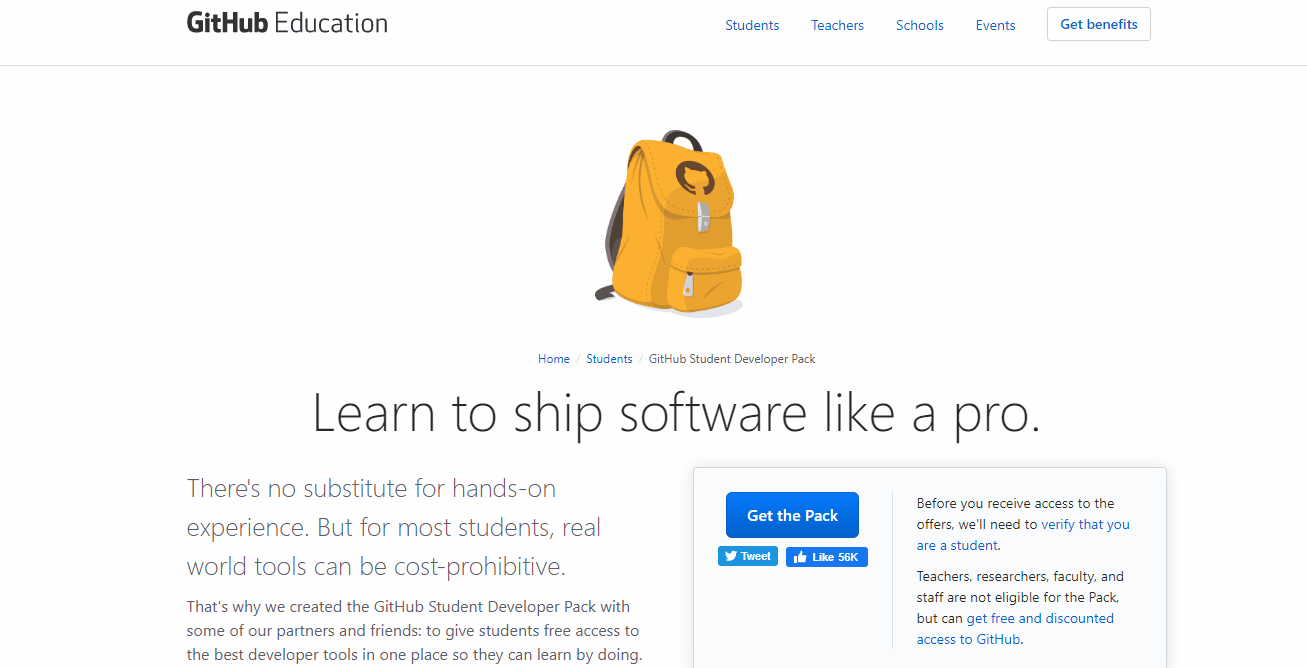 GitHub Education
Students Teachers Schools Events Get benefits
Home / Students / GitHub Student Developer Pack
Learn to ship software like a pro.
There's no substitute for hands-on
experience. But for most students, real
world tools can be cost-prohibitive.
That's why we created the GitHub Student Developer Pack with
some of our partners and friends: to give students free access to
the best developer tools in one place so they can learn by doing.
Get the Pack
Tweet Like 56K
Before you receive access to the
offers, we'll need to verify that you
are a student.
Teachers, researchers, faculty, and
staff are not eligible for the Pack,
but can get free and discounted
access to GitHub.